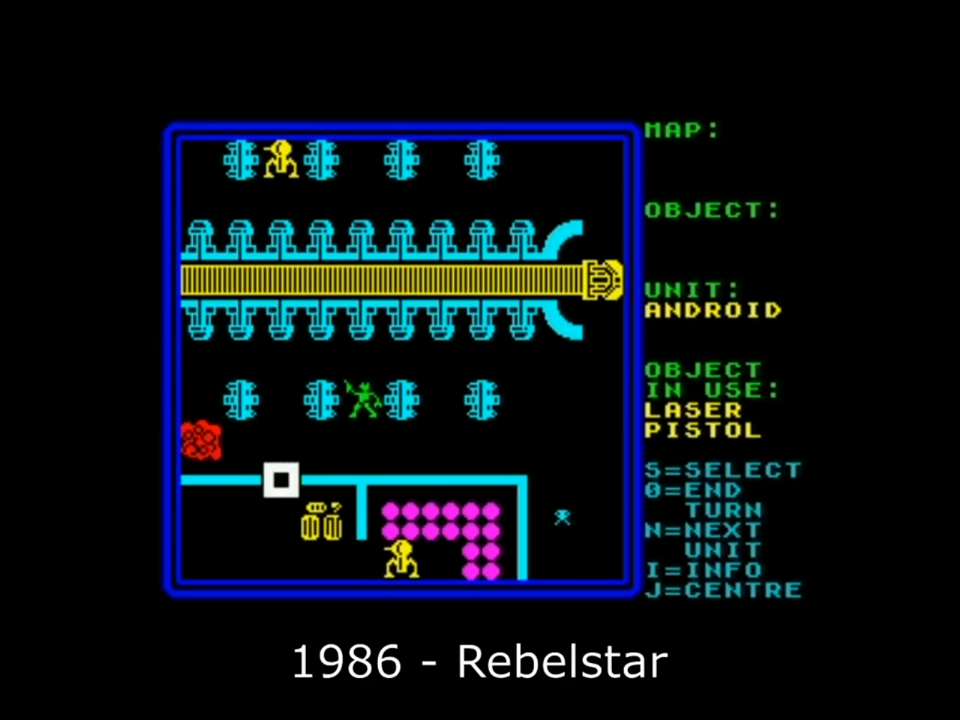 MAP:
OBJECT:
UNIT:
ANDROID
OBJECT
IN USE:
LASER
PISTOL
S=SELECT
0=END
TURN
N=NEXT
UNIT
I=INFO
J=CENTRE
1986 - Rebelstar